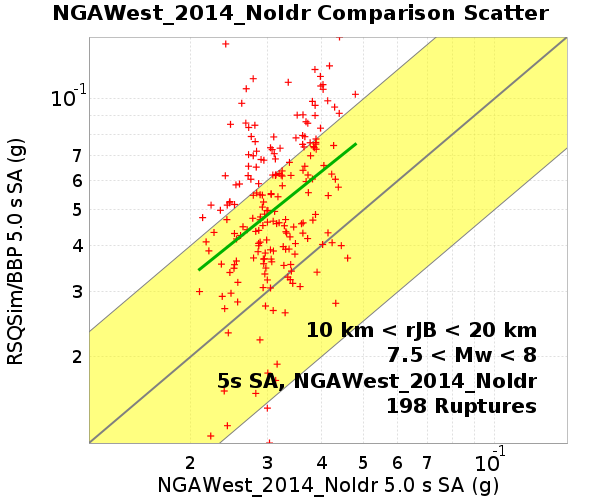 NGAWest_2014_NoIdr Comparison Scatter
RSQSim/BBP 5.0 s SA (g)
10⁻¹
7
6
5
4
3
2
10 km < rJB < 20 km
7.5 < Mw < 8
5s SA, NGAWest_2014_NoIdr
198 Ruptures
2 3 4 5 6 7 10⁻¹
NGAWest_2014_NoIdr 5.0 s SA (g)